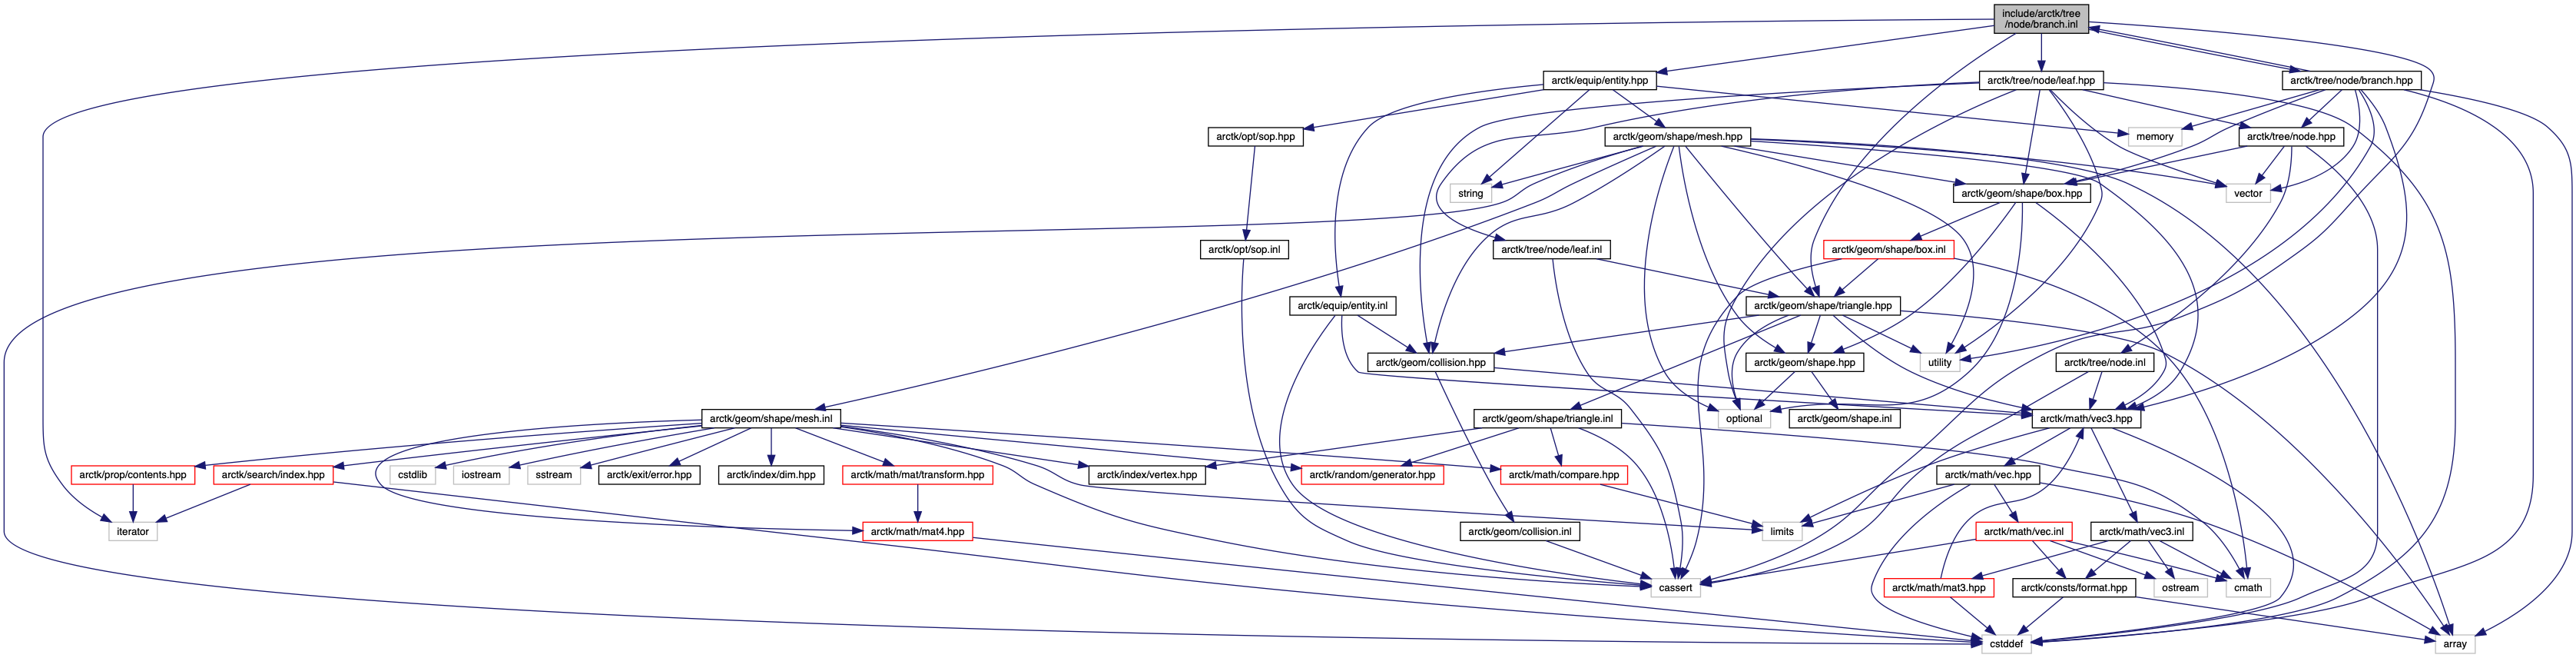 include/arctk/tree
/node/branch.inl
arctk/equip/entity.hpp
arctk/tree/node/leaf.hpp
arctk/tree/node/branch.hpp
arctk/opt/sop.hpp
arctk/geom/shape/mesh.hpp
memory
arctk/tree/node.hpp
string
arctk/geom/shape/box.hpp
vector
arctk/opt/sop.inl
arctk/tree/node/leaf.inl
arctk/geom/shape/box.inl
arctk/equip/entity.inl
arctk/geom/shape/triangle.hpp
arctk/geom/collision.hpp
arctk/geom/shape.hpp
utility
arctk/tree/node.inl
arctk/geom/shape/mesh.inl
arctk/geom/shape/triangle.inl
optional
arctk/geom/shape.inl
arctk/math/vec3.hpp
arctk/prop/contents.hpp
arctk/search/index.hpp
cstdlib
iostream
sstream
arctk/exit/error.hpp
arctk/index/dim.hpp
arctk/math/mat/transform.hpp
arctk/index/vertex.hpp
arctk/random/generator.hpp
arctk/math/compare.hpp
arctk/math/vec.hpp
iterator
arctk/math/mat4.hpp
arctk/geom/collision.inl
limits
arctk/math/vec.inl
arctk/math/vec3.inl
cassert
arctk/math/mat3.hpp
arctk/consts/format.hpp
ostream
cmath
cstddef
array